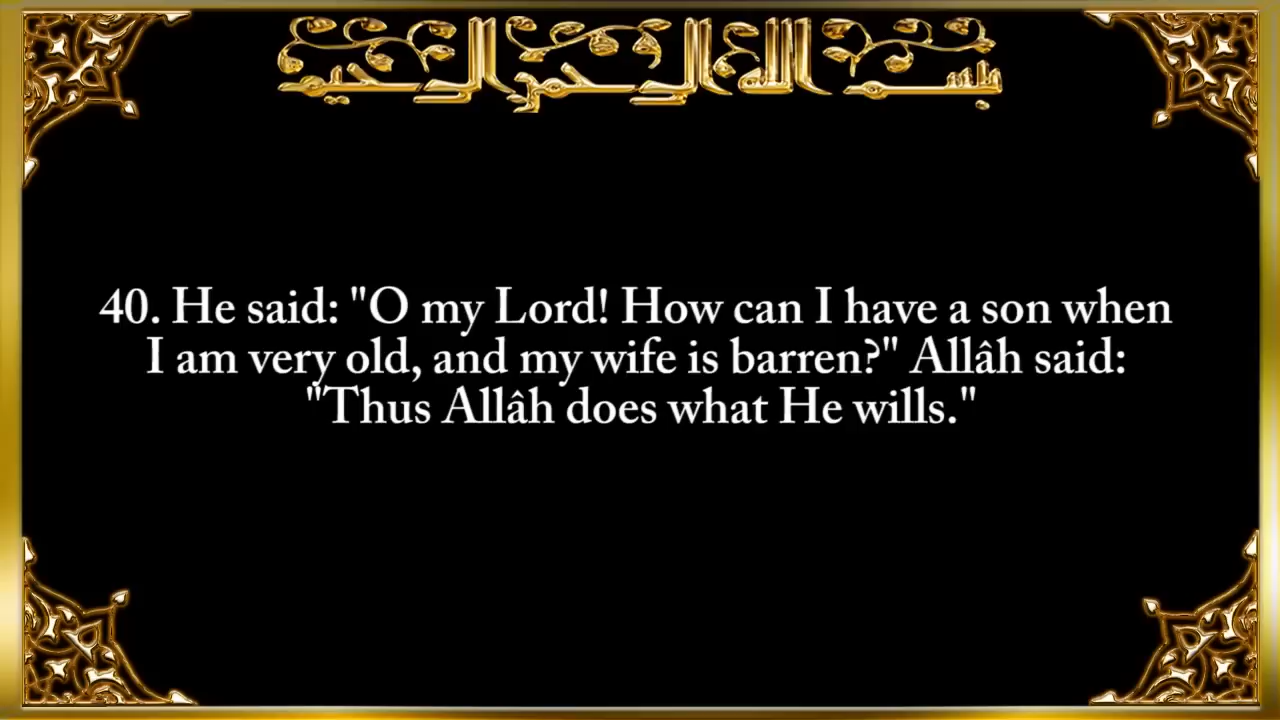 بسم الله الرحمن الرحيم
40. He said: "O my Lord! How can I have a son when
I am very old, and my wife is barren?" Allâh said:
"Thus Allâh does what He wills."